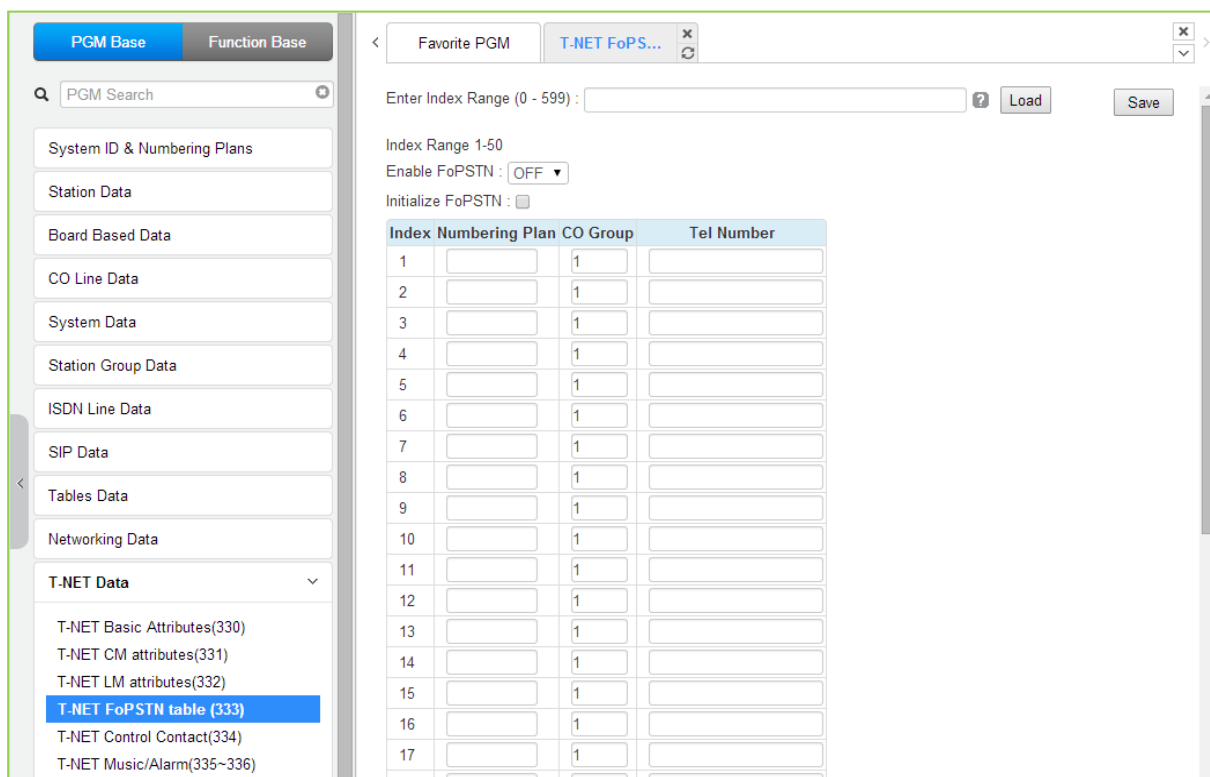 PGM Base Function Base
PGM Search
System ID & Numbering Plans
Station Data
Board Based Data
CO Line Data
System Data
Station Group Data
ISDN Line Data
SIP Data
Tables Data
Networking Data
T-NET Data
T-NET Basic Attributes(330)
T-NET CM attributes(331)
T-NET LM attributes(332)
T-NET FoPSTN table (333)
T-NET Control Contact(334)
T-NET Music/Alarm(335~336)
Favorite PGM T-NET FoPS...
Enter Index Range (0 - 599) : ? Load Save
Index Range 1-50
Enable FoPSTN : OFF
Initialize FoPSTN :
Index Numbering Plan CO Group Tel Number
1 1
2 1
3 1
4 1
5 1
6 1
7 1
8 1
9 1
10 1
11 1
12 1
13 1
14 1
15 1
16 1
17 1